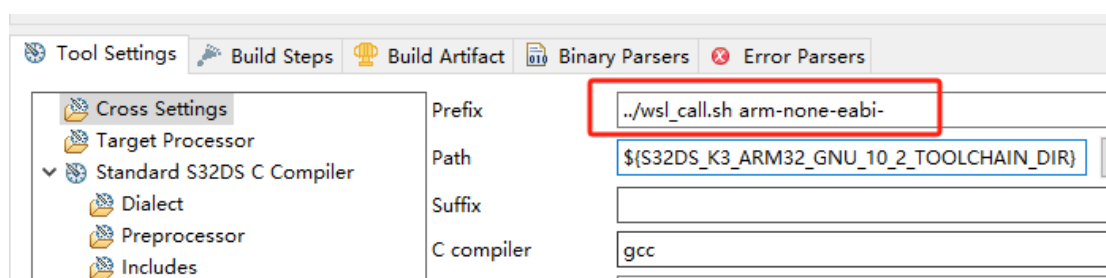 Tool Settings Build Steps Build Artifact Binary Parsers Error Parsers
Cross Settings
Target Processor
Standard S32DS C Compiler
Dialect
Preprocessor
Includes
Prefix ../wsl_call.sh arm-none-eabi-
Path ${S32DS_K3_ARM32_GNU_10_2_TOOLCHAIN_DIR}
Suffix
C compiler gcc